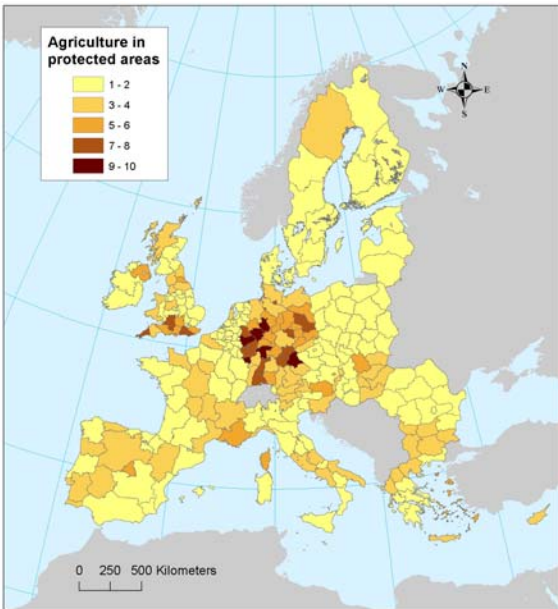 Agriculture in
protected areas
1 - 2
3 - 4
5 - 6
7 - 8
9 - 10
N
W E
S
0 250 500 Kilometers